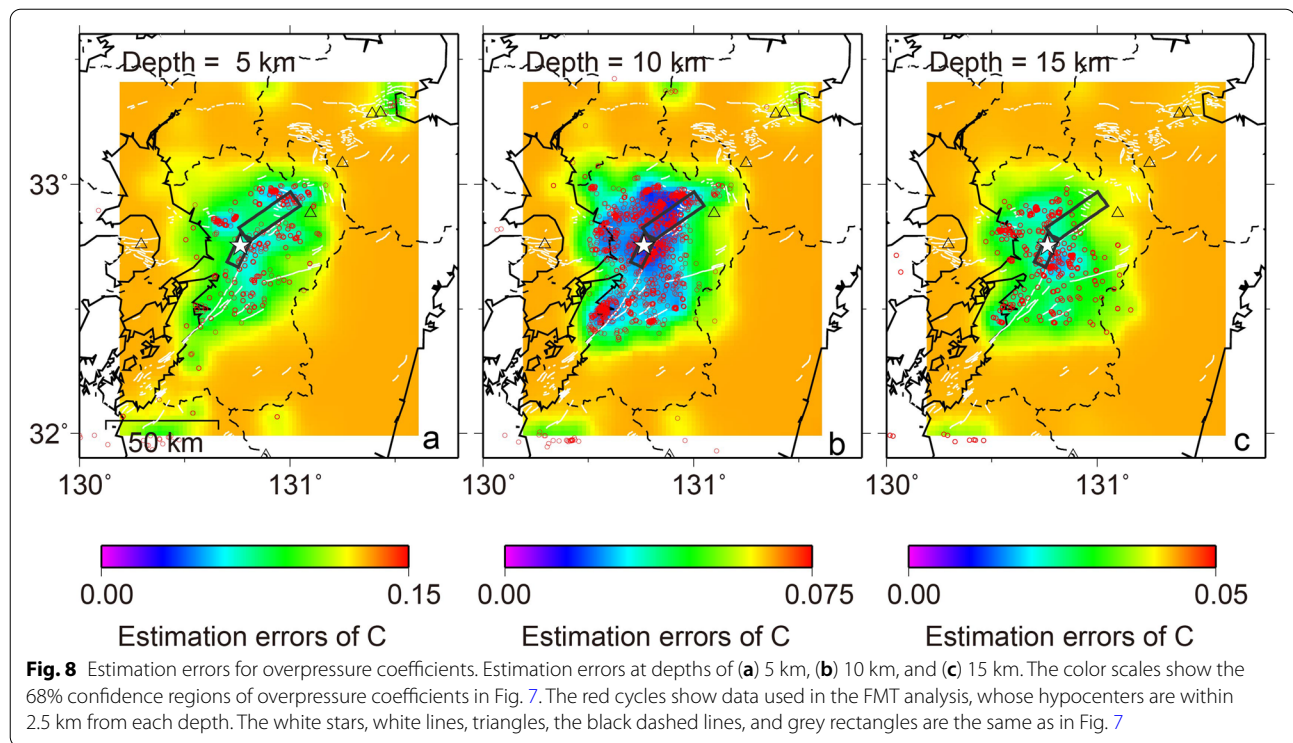 Depth = 5 km
Depth = 10 km
Depth = 15 km
33°
32°
50 km
a
b
c
130°
131°
130°
131°
130°
131°
0.00
0.15
0.00
0.075
0.00
0.05
Estimation errors of C
Estimation errors of C
Estimation errors of C
Fig. 8 Estimation errors for overpressure coefficients. Estimation errors at depths of (a) 5 km, (b) 10 km, and (c) 15 km. The color scales show the
68% confidence regions of overpressure coefficients in Fig. 7. The red cycles show data used in the FMT analysis, whose hypocenters are within
2.5 km from each depth. The white stars, white lines, triangles, the black dashed lines, and grey rectangles are the same as in Fig. 7